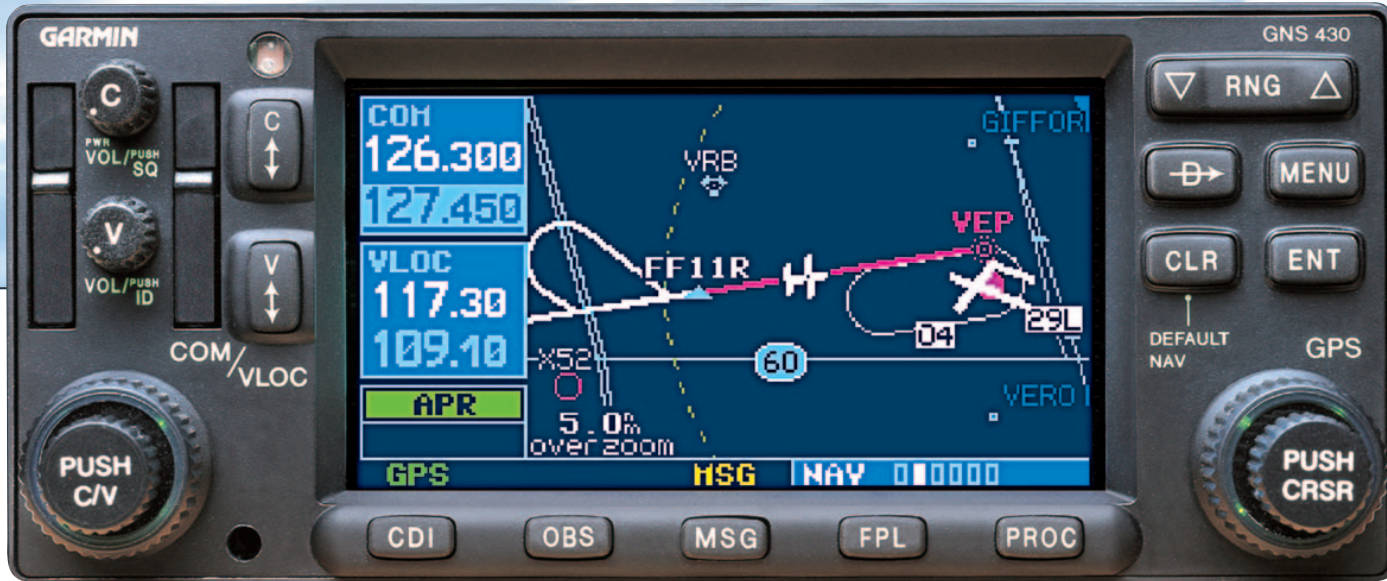 GARMIN
GNS 430
C
PWR
VOL/PUSH
SQ
C
V
VOL/PUSH
ID
V
COM/VLOC
PUSH
C/V
COM
126.300
127.450
VLOC
117.30
109.10
APR
GPS
MSG
NAV
GIFFOR
VRB
VEP
FF11R
04
29L
60
X52
VERO
5.0nm
overzoom
RNG
D
MENU
CLR
ENT
DEFAULT
NAV
GPS
PUSH
CRSR
CDI
OBS
MSG
FPL
PROC